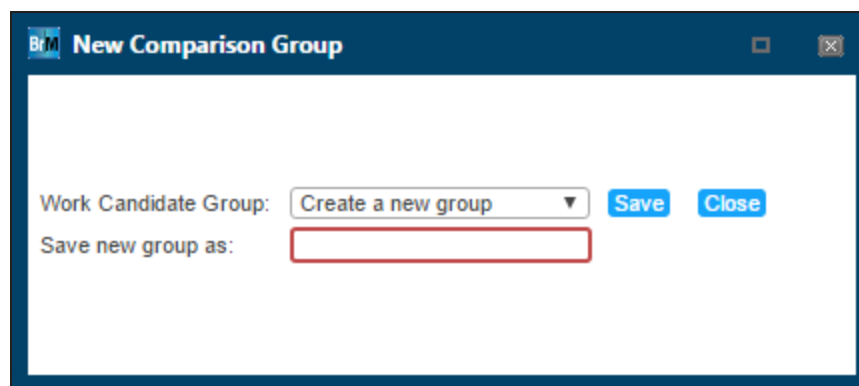 BrM New Comparison Group
Work Candidate Group: Create a new group ▼ Save Close
Save new group as: